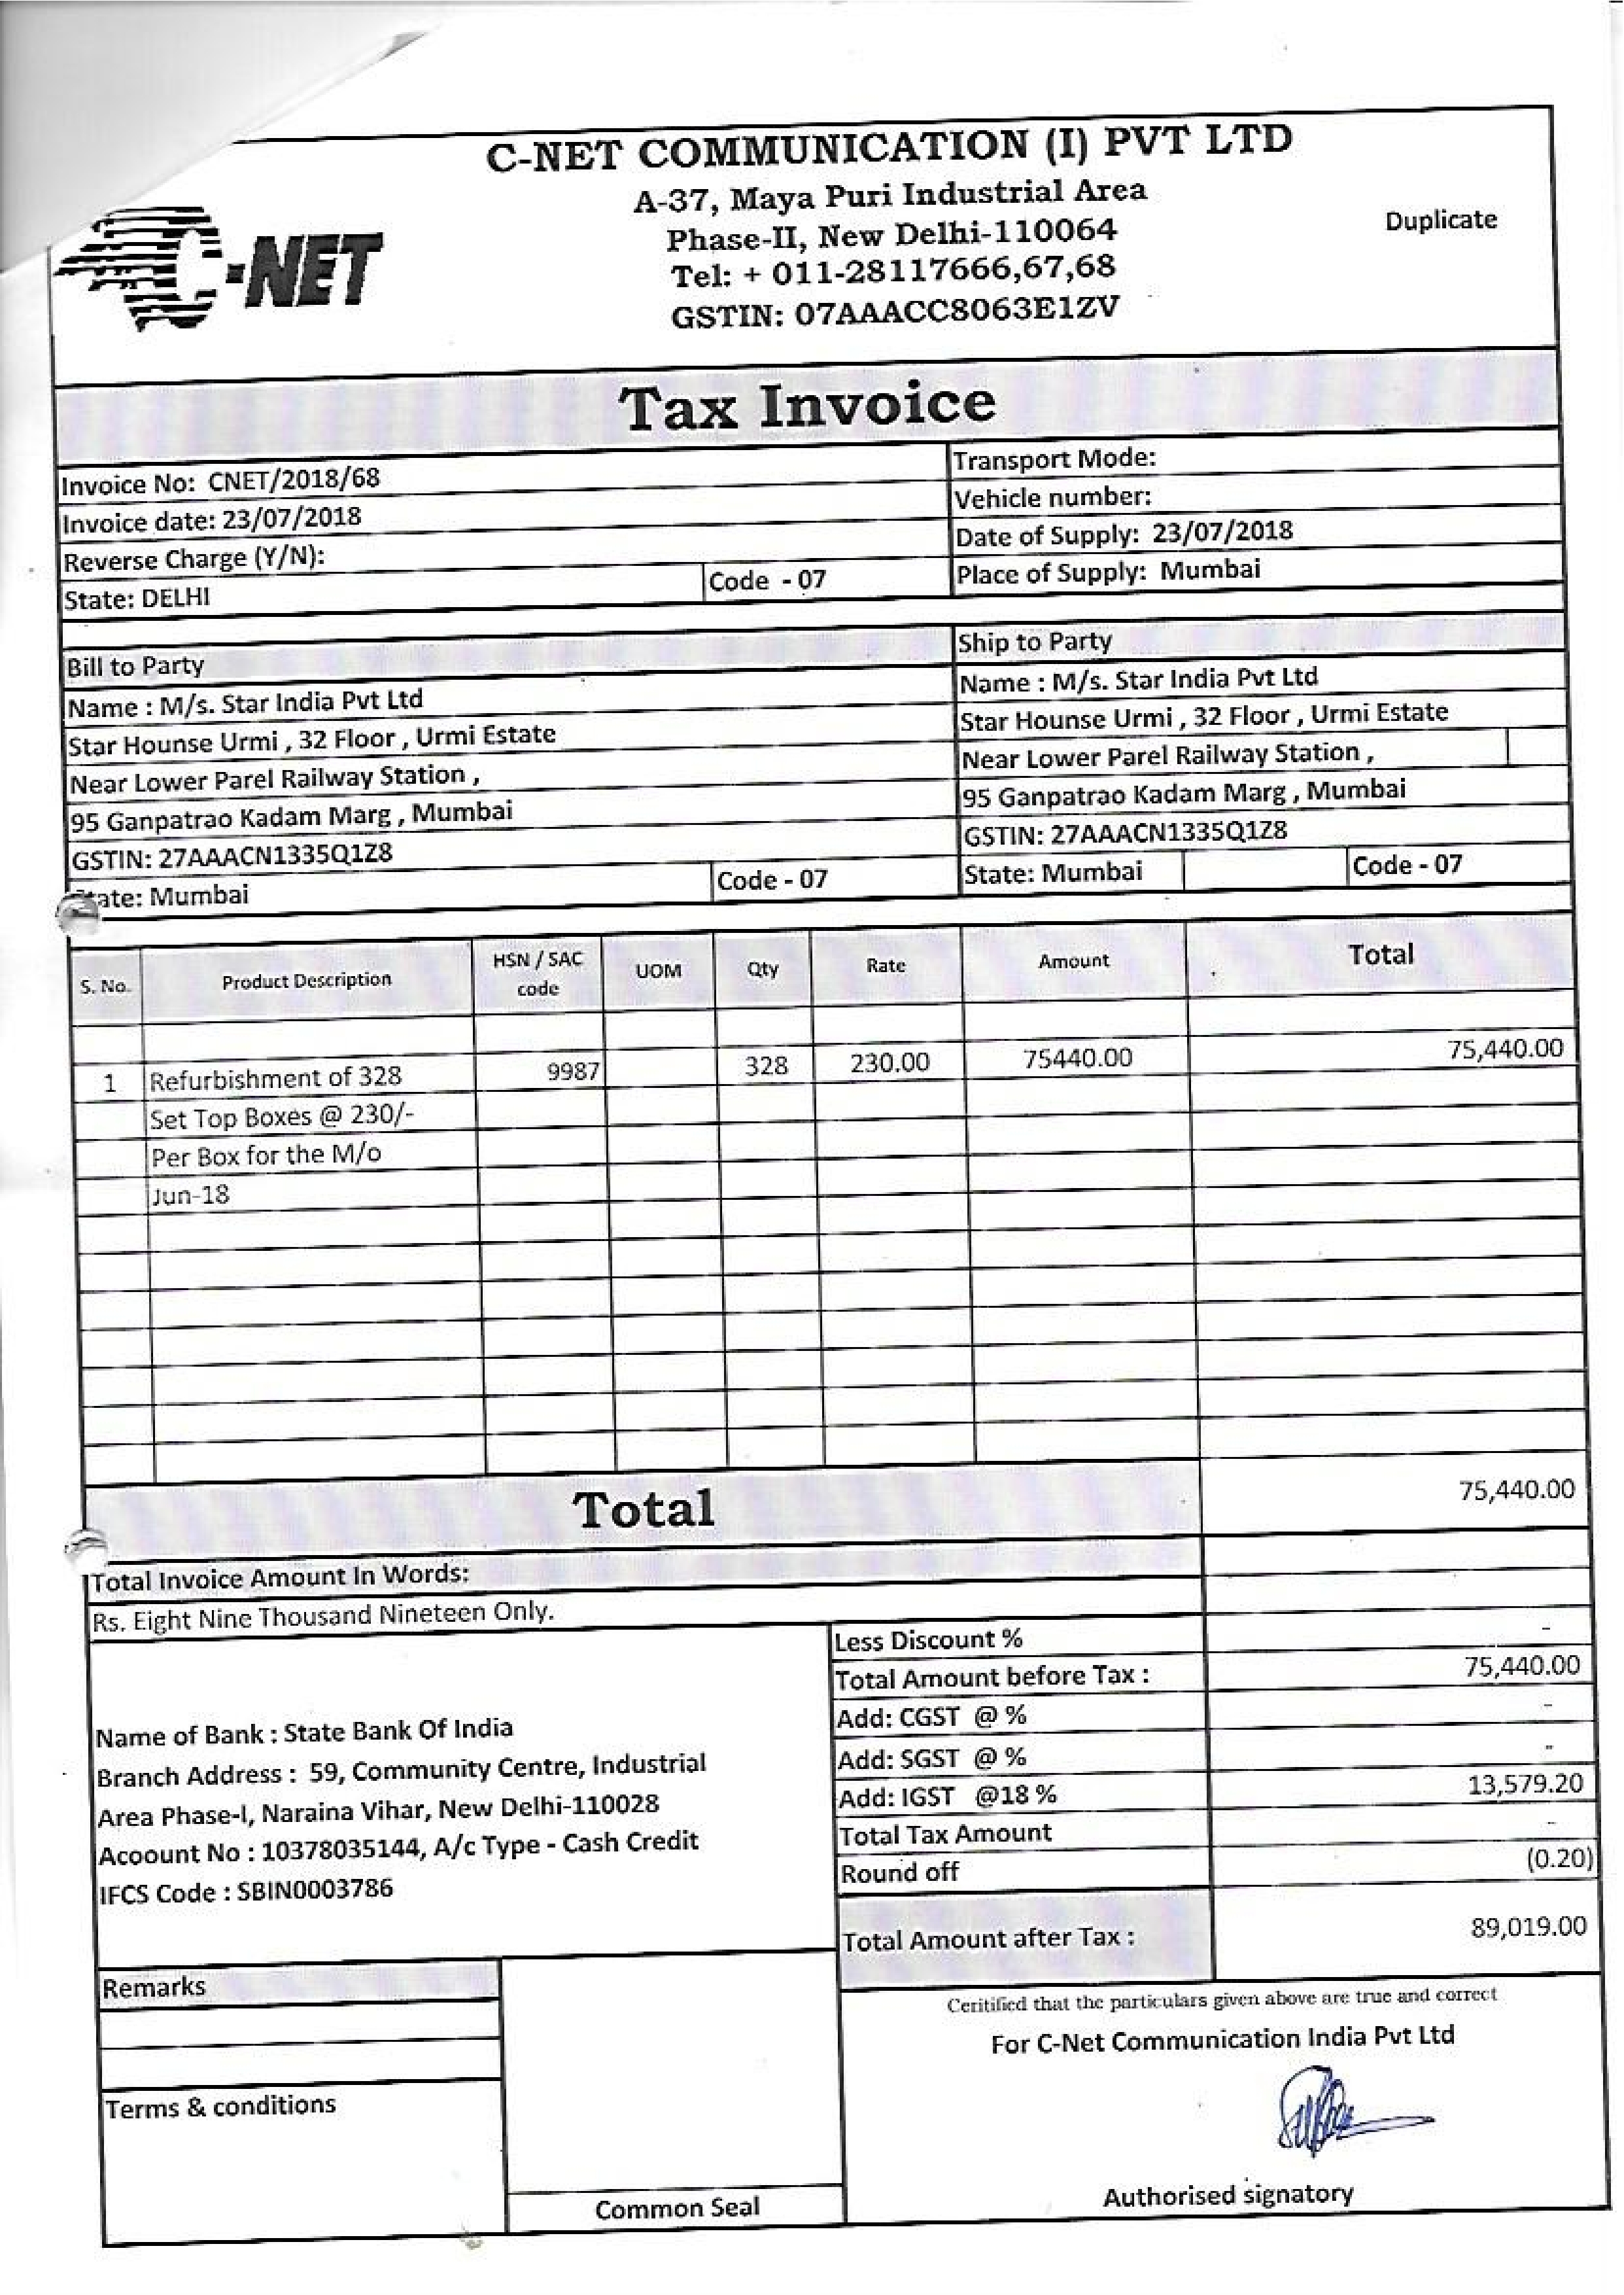 C-NET COMMUNICATION (I) PVT LTD
A-37, Maya Puri Industrial Area
Phase-II, New Delhi-110064
Tel: + 011-28117666,67,68
GSTIN: 07AAACC8063E1ZV
Duplicate
C-NET
Tax Invoice
Invoice No: CNET/2018/68
Invoice date: 23/07/2018
Reverse Charge (Y/N):
State: DELHI Code - 07
Transport Mode:
Vehicle number:
Date of Supply: 23/07/2018
Place of Supply: Mumbai
Bill to Party
Name : M/s. Star India Pvt Ltd
Star Hounse Urmi , 32 Floor , Urmi Estate
Near Lower Parel Railway Station ,
95 Ganpatrao Kadam Marg , Mumbai
GSTIN: 27AAACN1335Q1Z8
State: Mumbai Code - 07
Ship to Party
Name : M/s. Star India Pvt Ltd
Star Hounse Urmi , 32 Floor , Urmi Estate
Near Lower Parel Railway Station ,
95 Ganpatrao Kadam Marg , Mumbai
GSTIN: 27AAACN1335Q1Z8
State: Mumbai Code - 07
S. No. Product Description HSN / SAC code UOM Qty Rate Amount Total
1 Refurbishment of 328 9987 328 230.00 75440.00 75,440.00
Set Top Boxes @ 230/-
Per Box for the M/o
Jun-18
Total 75,440.00
Total Invoice Amount In Words:
Rs. Eight Nine Thousand Nineteen Only.
Less Discount % -
Total Amount before Tax : 75,440.00
Add: CGST @ % -
Add: SGST @ % -
Add: IGST @18 % 13,579.20
Total Tax Amount -
Round off (0.20)
Total Amount after Tax : 89,019.00
Name of Bank : State Bank Of India
Branch Address : 59, Community Centre, Industrial
Area Phase-I, Naraina Vihar, New Delhi-110028
Acoount No : 10378035144, A/c Type - Cash Credit
IFCS Code : SBIN0003786
Remarks
Terms & conditions
Common Seal
Ceritified that the particulars given above are true and correct
For C-Net Communication India Pvt Ltd
Authorised signatory